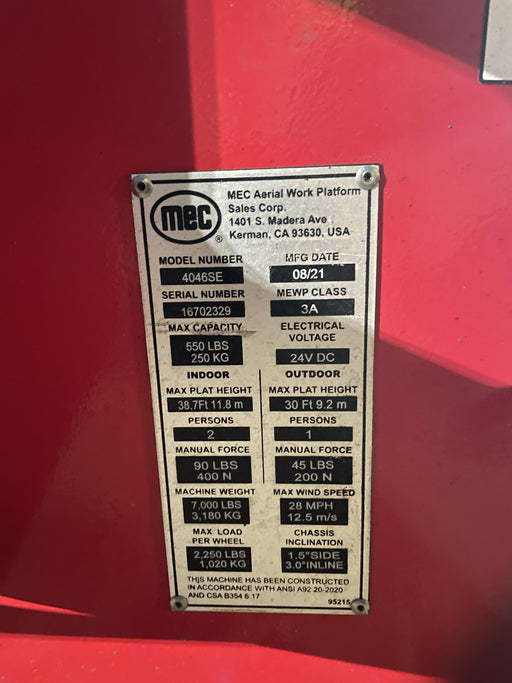 mec
®
MEC Aerial Work Platform
Sales Corp.
1401 S. Madera Ave
Kerman, CA 93630, USA
MODEL NUMBER
4046SE
MFG DATE
08/21
SERIAL NUMBER
16702329
MEWP CLASS
3A
MAX CAPACITY
550 LBS
250 KG
ELECTRICAL
VOLTAGE
24V DC
INDOOR
MAX PLAT HEIGHT
38.7Ft 11.8 m
PERSONS
2
MANUAL FORCE
90 LBS
400 N
OUTDOOR
MAX PLAT HEIGHT
30 Ft 9.2 m
PERSONS
1
MANUAL FORCE
45 LBS
200 N
MACHINE WEIGHT
7,000 LBS
3,180 KG
MAX WIND SPEED
28 MPH
12.5 m/s
MAX. LOAD
PER WHEEL
2,250 LBS
1,020 KG
CHASSIS
INCLINATION
1.5°SIDE
3.0°INLINE
THIS MACHINE HAS BEEN CONSTRUCTED
IN ACCORDANCE WITH ANSI A92 20-2020
AND CSA B354 6 17
95215